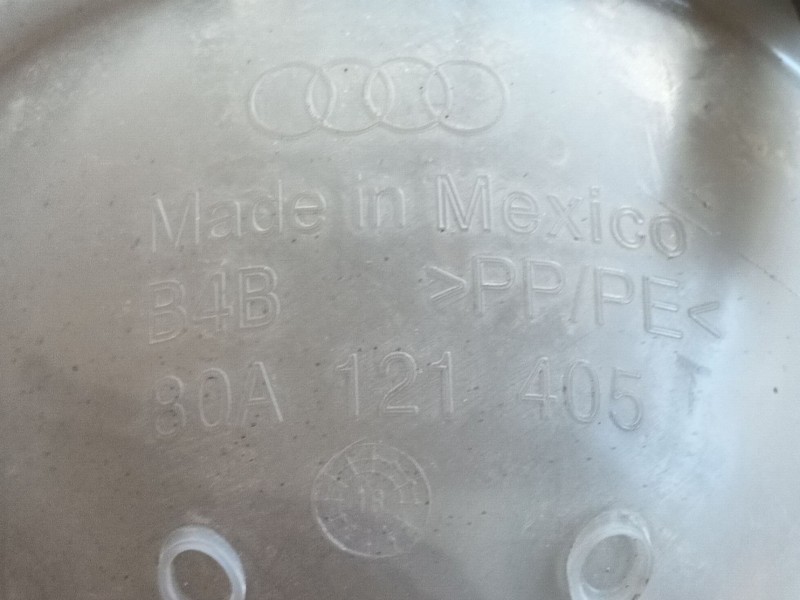 Made in Mexico
B4B >PP/PE<
80A 121 405